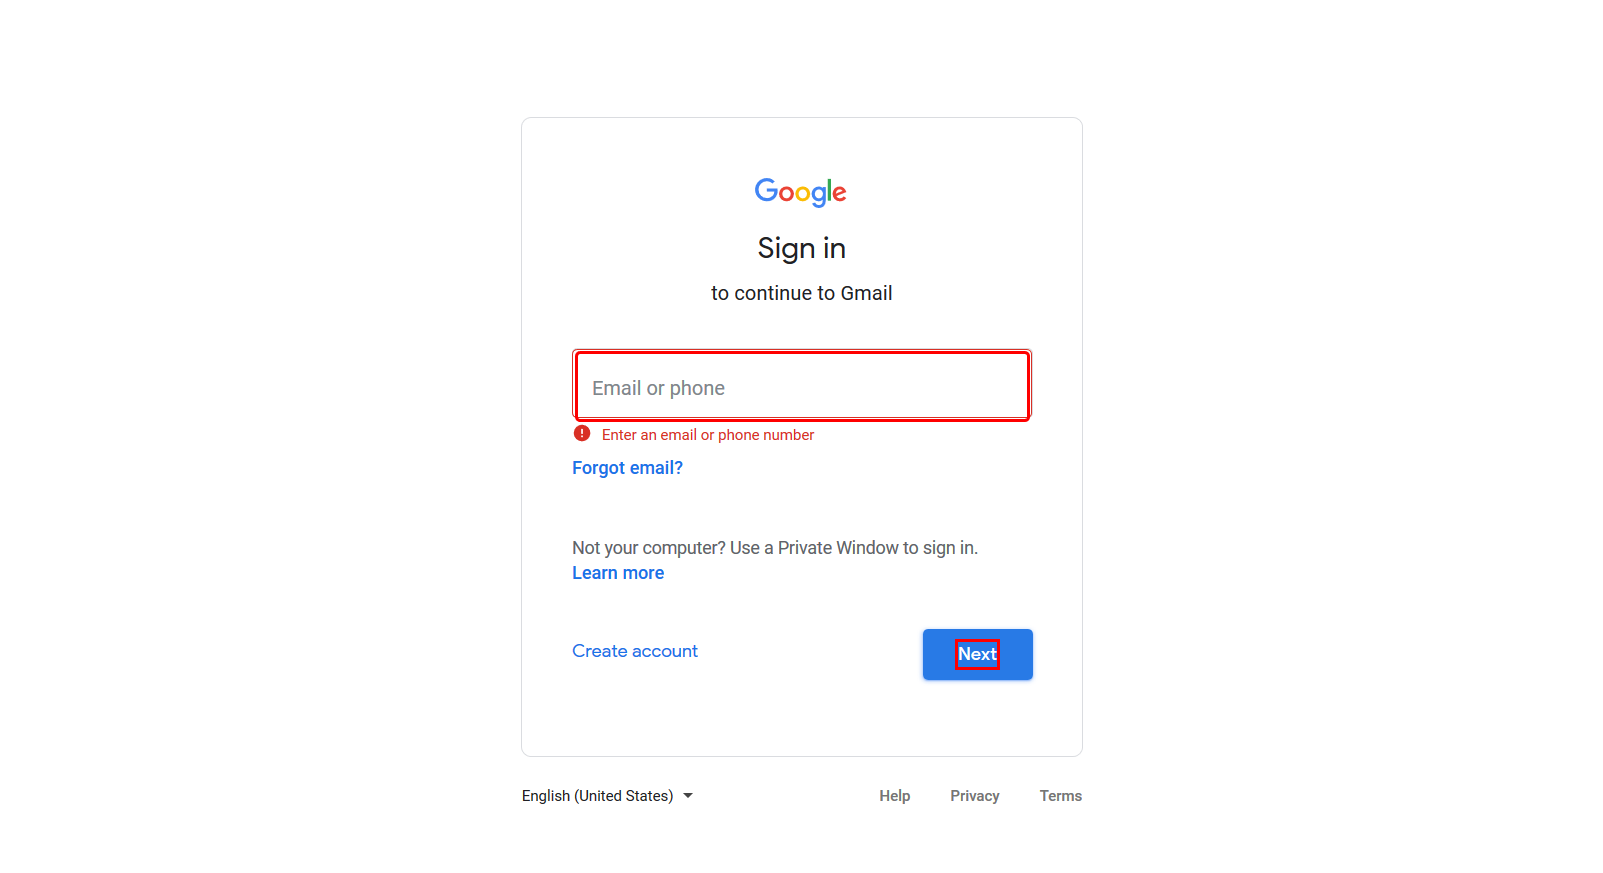 Google
Sign in
to continue to Gmail
Email or phone
Enter an email or phone number
Forgot email?
Not your computer? Use a Private Window to sign in.
Learn more
Create account
Next
English (United States)
Help
Privacy
Terms